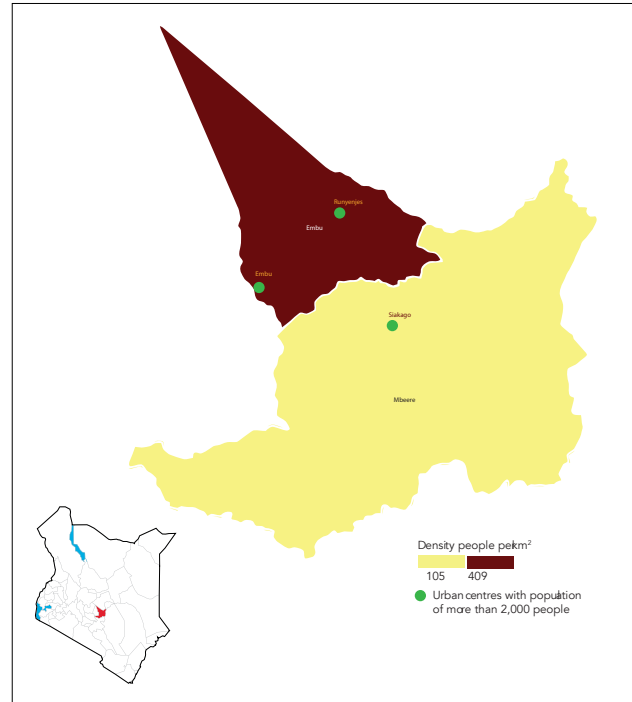 Runyenjes
Embu
Embu
Siakago
Mbeere
Density people per km²
105 409
Urban centres with population
of more than 2,000 people